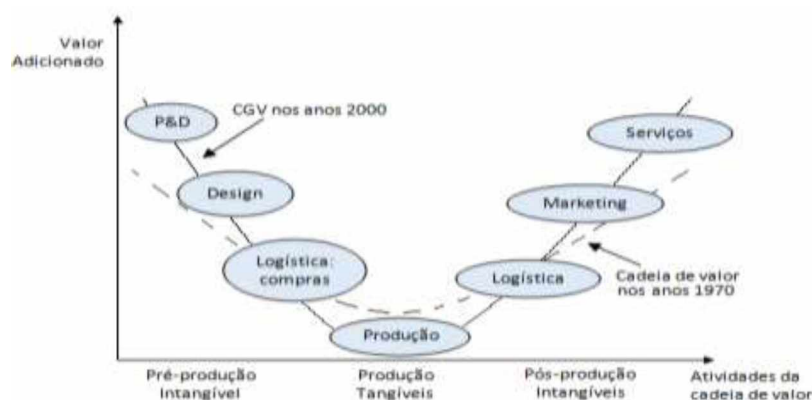 Valor
Adicionado
P&D
CGV nos anos 2000
Serviços
Design
Marketing
Logística:
compras
Logística
Cadeia de valor
nos anos 1970
Produção
Pré-produção
Intangível
Produção
Tangíveis
Pós-produção
Intangíveis
Atividades da
cadeia de valor